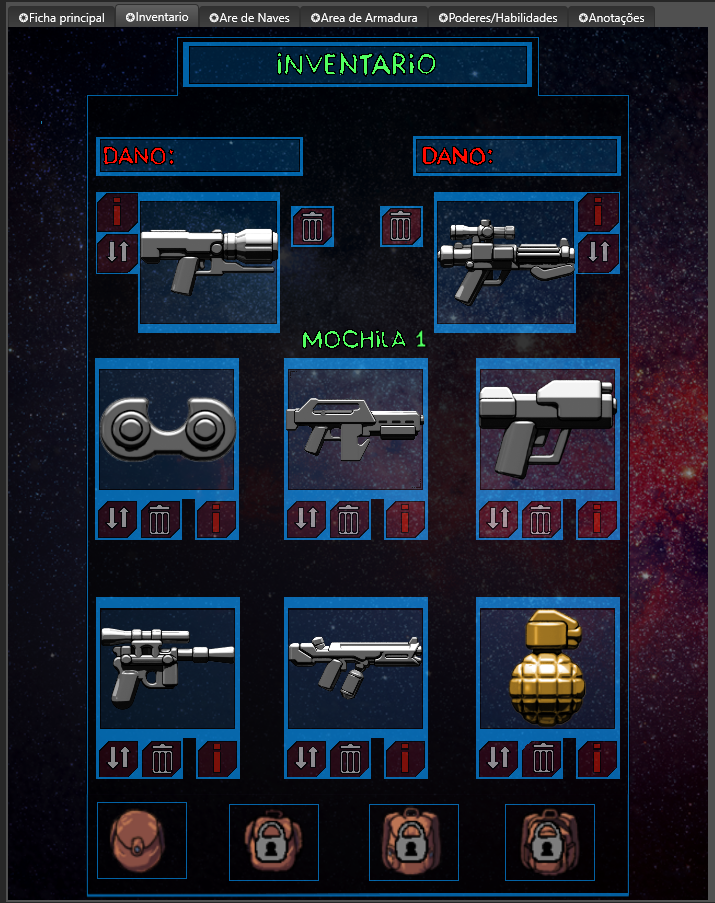 ✪Ficha principal ✪Inventario ✪Are de Naves ✪Area de Armadura ✪Poderes/Habilidades ✪Anotações
iNVENTARiO
DANO: DANO:
i i
MOCHiLA 1
i i i
i i i